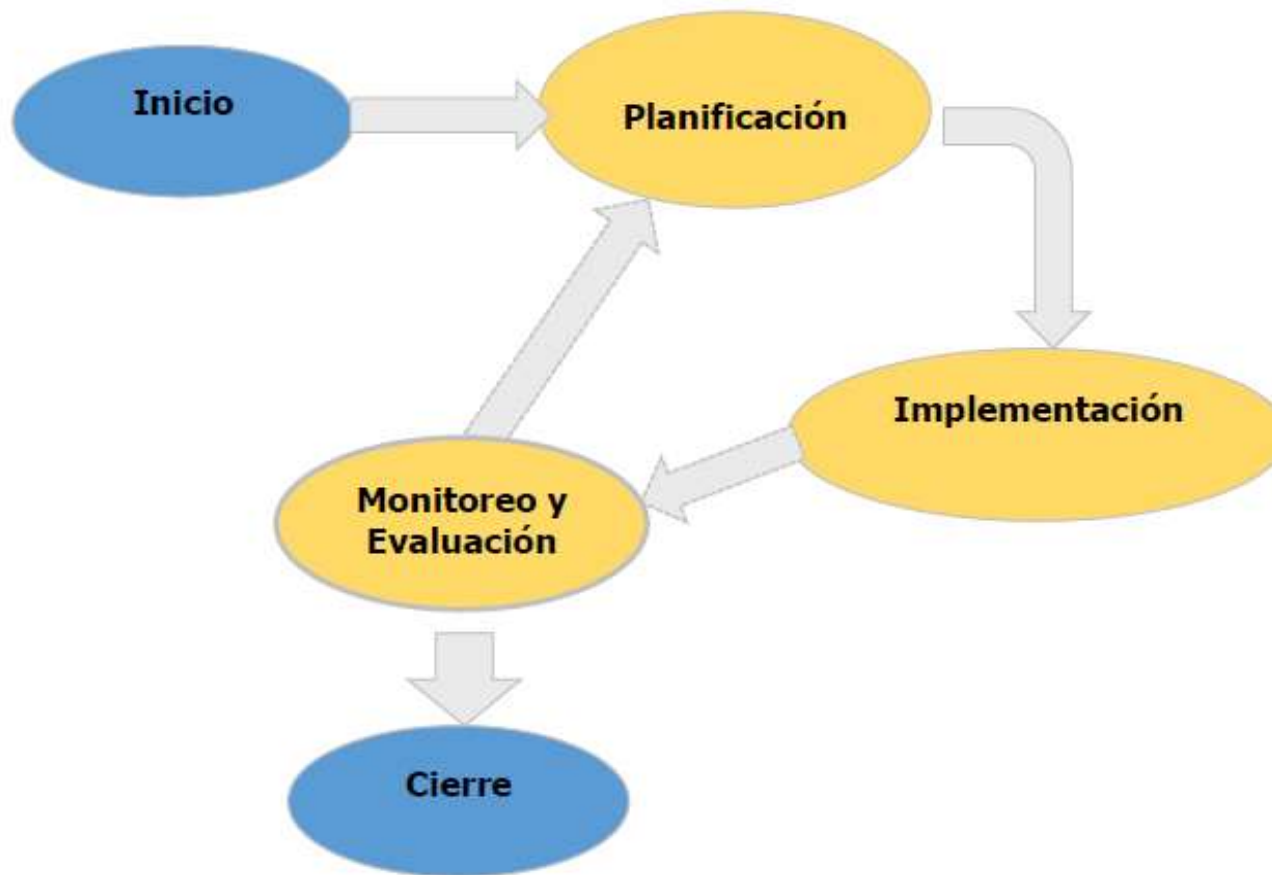 Inicio
Planificación
Implementación
Monitoreo y
Evaluación
Cierre